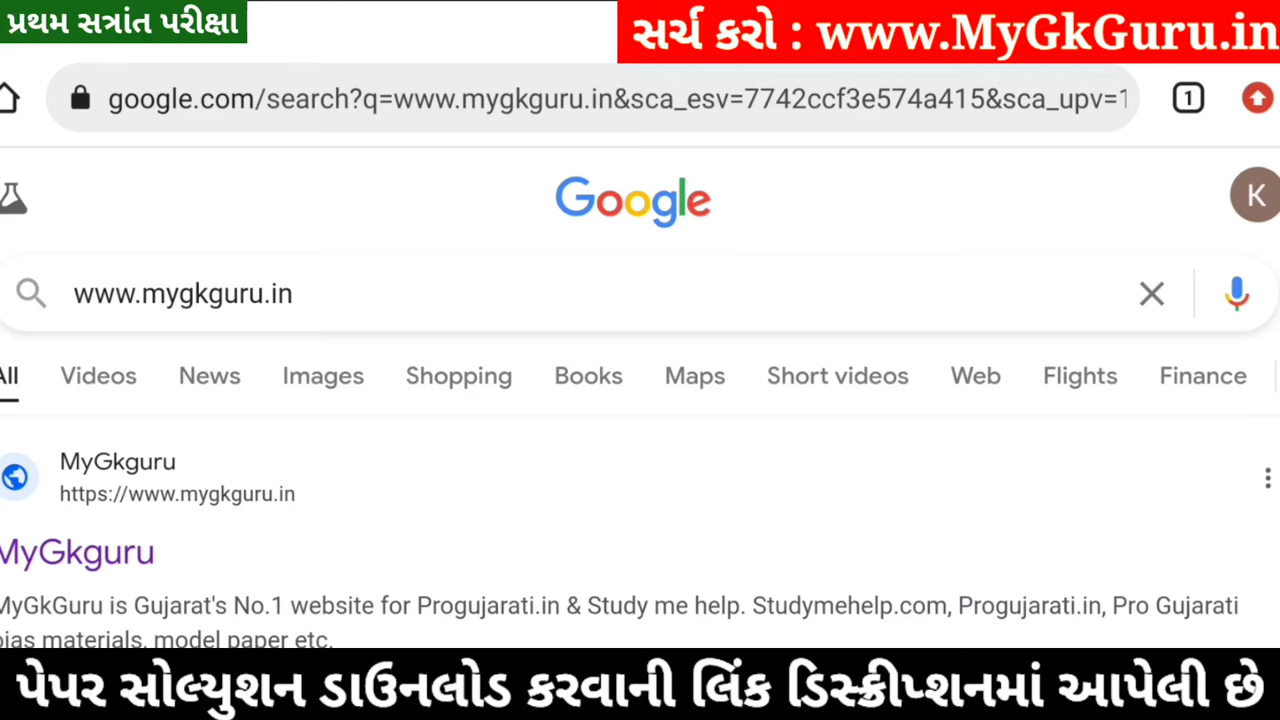 પ્રથમ સત્રાંત પરીક્ષા
સર્ચ કરો : www.MyGkGuru.in
google.com/search?q=www.mygkguru.in&sca_esv=7742ccf3e574a415&sca_upv=1
1
Google
K
www.mygkguru.in
All Videos News Images Shopping Books Maps Short videos Web Flights Finance
MyGkguru
https://www.mygkguru.in
MyGkguru
MyGkGuru is Gujarat's No.1 website for Progujarati.in & Study me help. Studymehelp.com, Progujarati.in, Pro Gujarati
materials, model paper etc.
પેપર સોલ્યુશન ડાઉનલોડ કરવાની લિંક ડિસ્ક્રીપ્શનમાં આપેલી છે